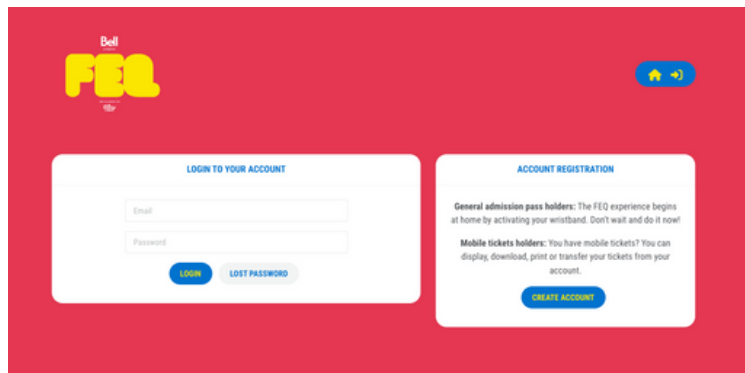 Bell
FEQ
LOGIN TO YOUR ACCOUNT
Email
Password
LOGIN
LOST PASSWORD
ACCOUNT REGISTRATION
General admission pass holders: The FEQ experience begins
at home by activating your wristband. Don't wait and do it now!
Mobile tickets holders: You have mobile tickets? You can
display, download, print or transfer your tickets from your
account.
CREATE ACCOUNT